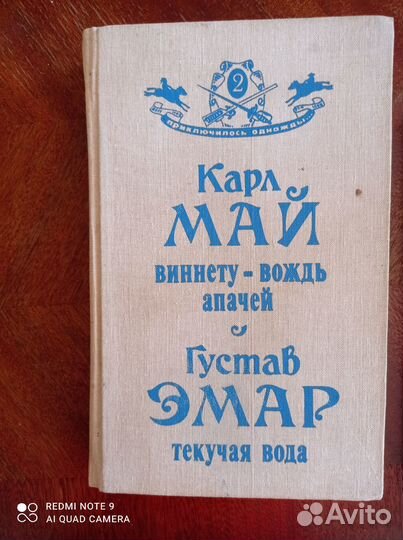 2
приключилось однажды
Карл
МАЙ
виннету - вождь
апачей
Густав
ЭМАР
текучая вода
REDMI NOTE 9
AI QUAD CAMERA
Avito